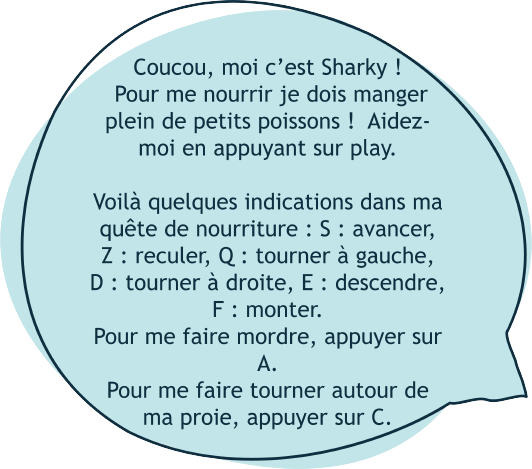 Coucou, moi c’est Sharky !
Pour me nourrir je dois manger
plein de petits poissons !  Aidez-
moi en appuyant sur play.
Voilà quelques indications dans ma
quête de nourriture : S : avancer,
Z : reculer, Q : tourner à gauche,
D : tourner à droite, E : descendre,
F : monter.
Pour me faire mordre, appuyer sur
A.
Pour me faire tourner autour de
ma proie, appuyer sur C.